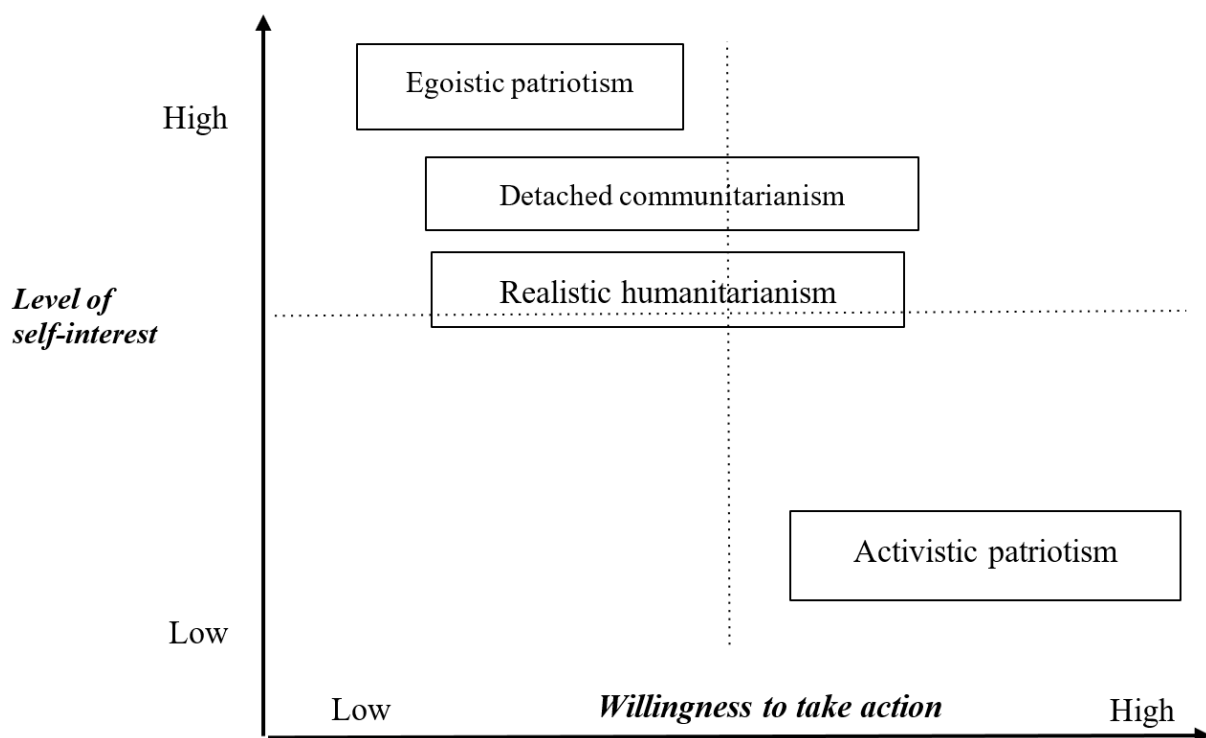 Egoistic patriotism
High
Detached communitarianism
Realistic humanitarianism
Level of
self-interest
Activistic patriotism
Low
Low
Willingness to take action
High